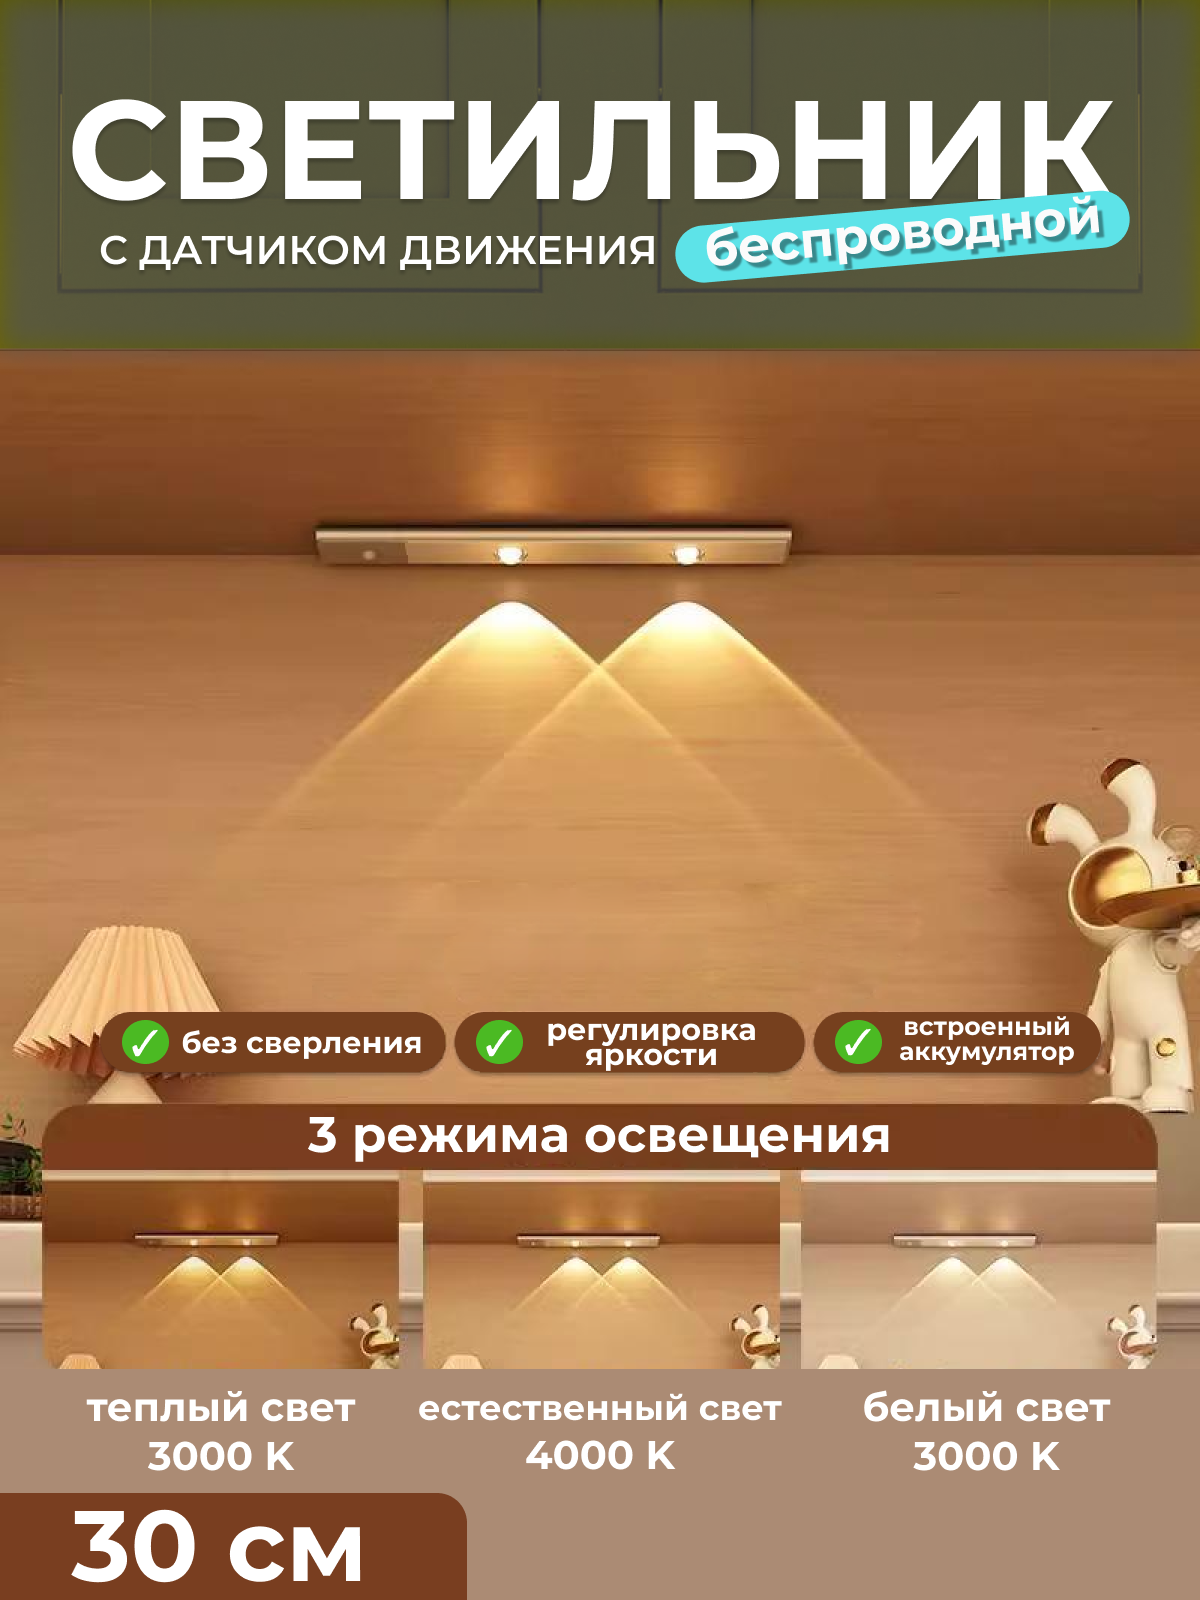 СВЕТИЛЬНИК
С ДАТЧИКОМ ДВИЖЕНИЯ
беспроводной
без сверления
регулировка
яркости
встроенный
аккумулятор
3 режима освещения
теплый свет
3000 K
естественный свет
4000 K
белый свет
3000 K
30 см